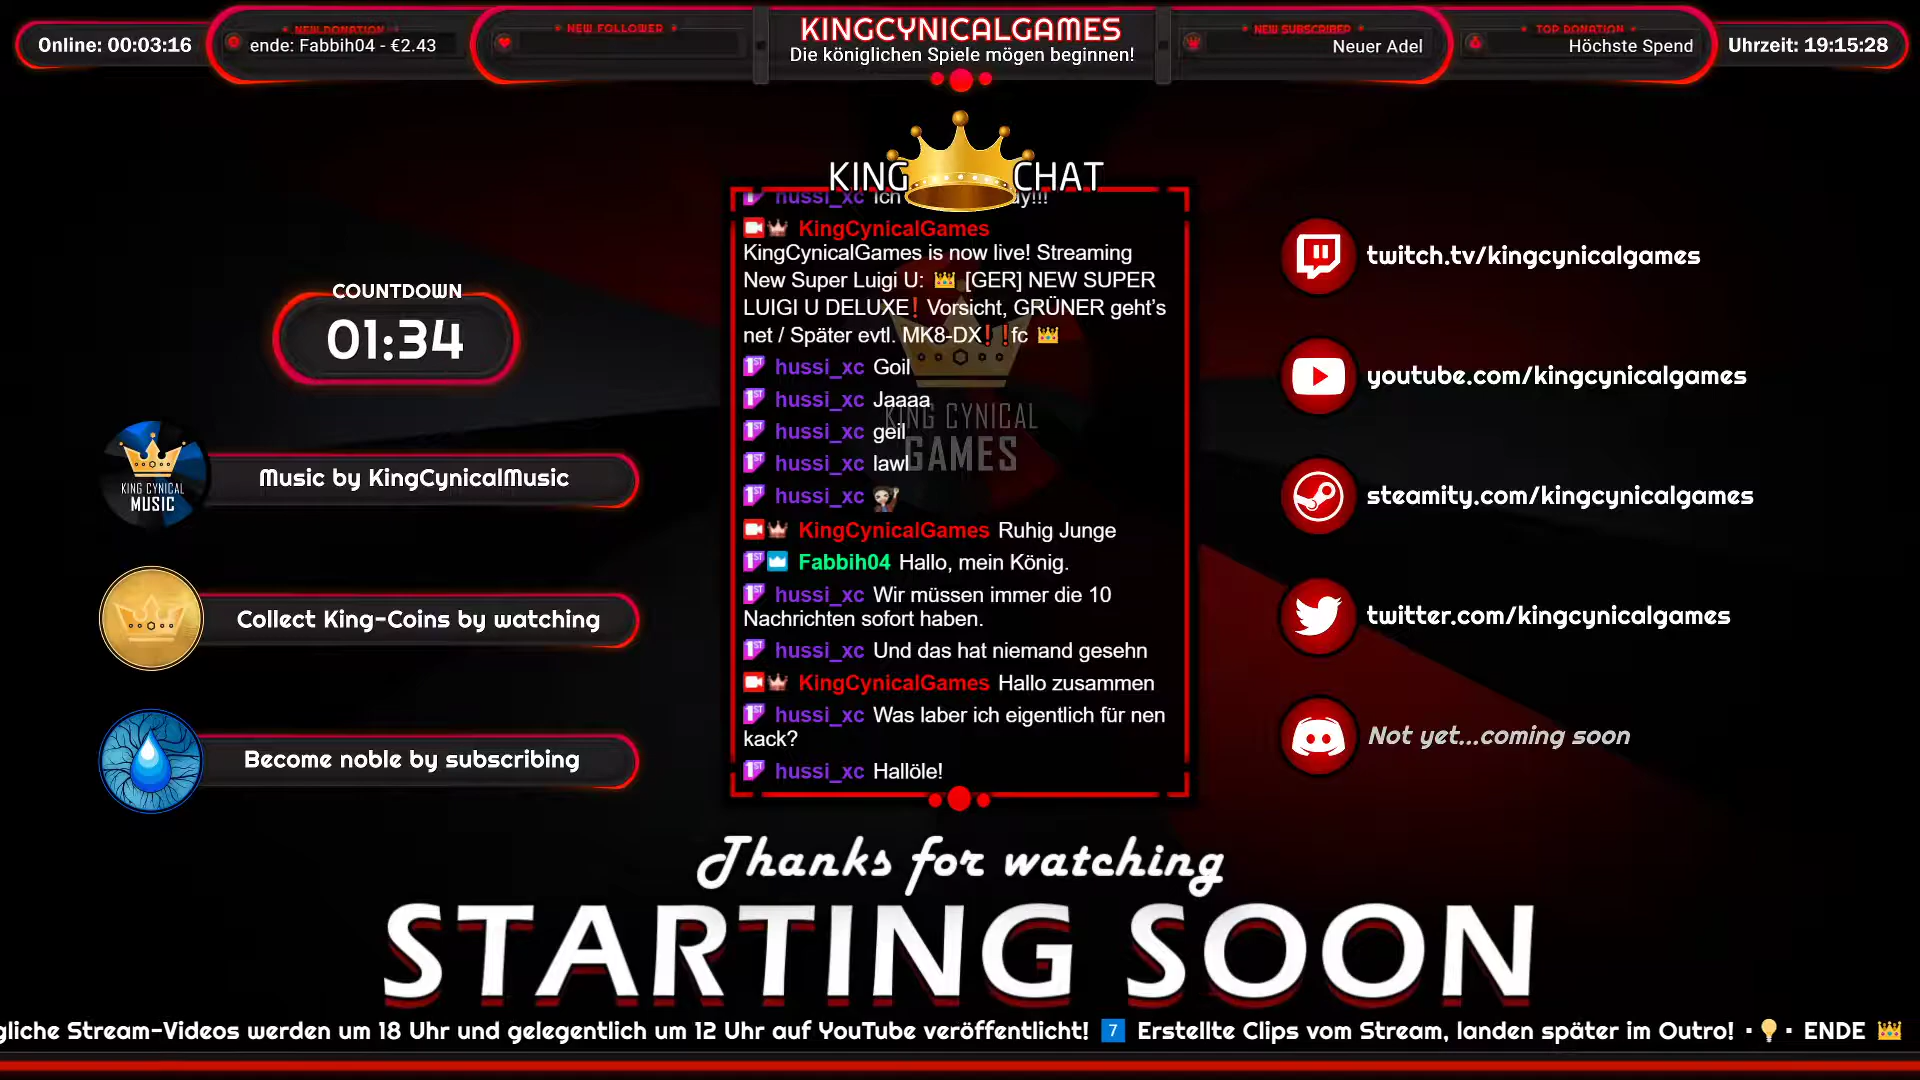 Online: 00:03:16
NEW DONATION
ende: Fabbih04 - €2.43
NEW FOLLOWER
KINGCYNICALGAMES
Die königlichen Spiele mögen beginnen!
NEW SUBSCRIBER
Neuer Adel
TOP DONATION
Höchste Spend
Uhrzeit: 19:15:28
KING CHAT
hussi_xc Ich
KingCynicalGames
KingCynicalGames is now live! Streaming
New Super Luigi U: 👑 [GER] NEW SUPER
LUIGI U DELUXE❗ Vorsicht, GRÜNER geht’s
net / Später evtl. MK8-DX❗❗fc 👑
hussi_xc Goil
hussi_xc Jaaaa
hussi_xc geil
hussi_xc lawl
hussi_xc
KingCynicalGames Ruhig Junge
Fabbih04 Hallo, mein König.
hussi_xc Wir müssen immer die 10
Nachrichten sofort haben.
hussi_xc Und das hat niemand gesehn
KingCynicalGames Hallo zusammen
hussi_xc Was laber ich eigentlich für nen
kack?
hussi_xc Hallöle!
KING CYNICAL
GAMES
COUNTDOWN
01:34
KING CYNICAL
MUSIC
Music by KingCynicalMusic
Collect King-Coins by watching
Become noble by subscribing
twitch.tv/kingcynicalgames
youtube.com/kingcynicalgames
steamity.com/kingcynicalgames
twitter.com/kingcynicalgames
Not yet...coming soon
Thanks for watching
STARTING SOON
gliche Stream-Videos werden um 18 Uhr und gelegentlich um 12 Uhr auf YouTube veröffentlicht! 7️⃣ Erstellte Clips vom Stream, landen später im Outro! •💡• ENDE 👑